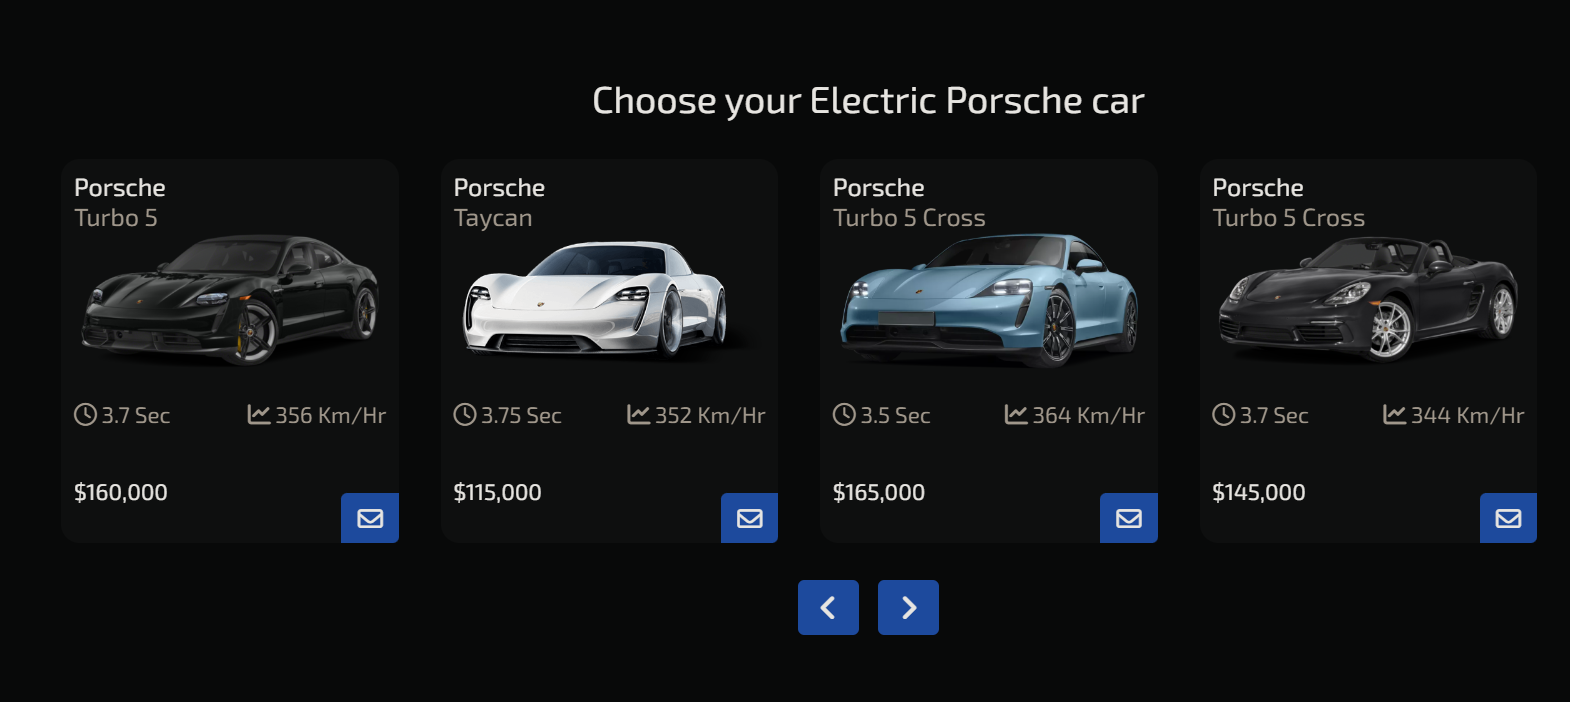 Choose your Electric Porsche car
Porsche
Turbo 5
3.7 Sec
356 Km/Hr
$160,000
Porsche
Taycan
3.75 Sec
352 Km/Hr
$115,000
Porsche
Turbo 5 Cross
3.5 Sec
364 Km/Hr
$165,000
Porsche
Turbo 5 Cross
3.7 Sec
344 Km/Hr
$145,000